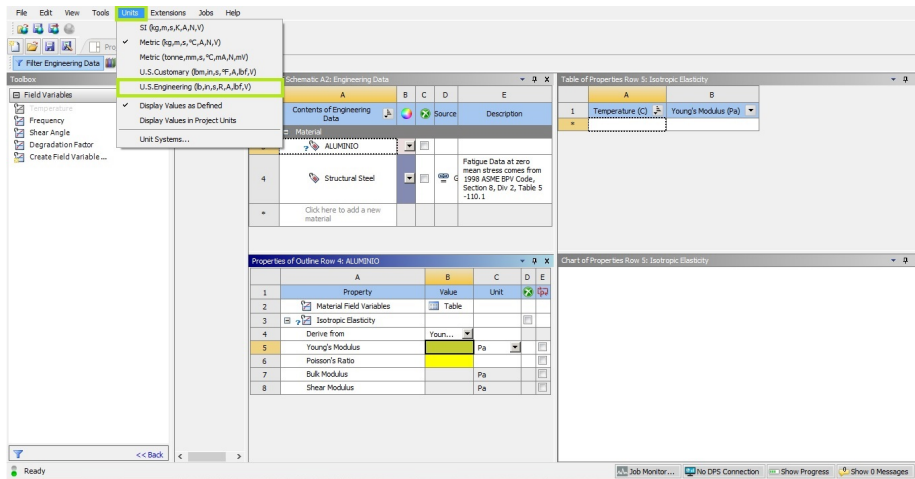 File Edit View Tools Units Extensions Jobs Help
SI (kg,m,s,K,A,N,V)
Metric (kg,m,s,ºC,A,N,V)
Metric (tonne,mm,s,ºC,mA,N,mV)
U.S.Customary (lbm,in,s,ºF,A,lbf,V)
U.S.Engineering (lb,in,s,R,A,lbf,V)
Display Values as Defined
Display Values in Project Units
Unit Systems...
Pro
Filter Engineering Data
Toolbox
Field Variables
Temperature
Frequency
Shear Angle
Degradation Factor
Create Field Variable ...
<< Back
Schematic A2: Engineering Data
A B C D E
Contents of Engineering Data Source Description
Material
ALUMINIO
4 Structural Steel G Fatigue Data at zero
mean stress comes from
1998 ASME BPV Code,
Section 8, Div 2, Table 5
-110.1
* Click here to add a new
material
Table of Properties Row 5: Isotropic Elasticity
A B
1 Temperature (C) Young's Modulus (Pa)
*
Properties of Outline Row 4: ALUMINIO
A B C D E
1 Property Value Unit
2 Material Field Variables Table
3 Isotropic Elasticity
4 Derive from Youn...
5 Young's Modulus Pa
6 Poisson's Ratio
7 Bulk Modulus Pa
8 Shear Modulus Pa
Chart of Properties Row 5: Isotropic Elasticity
Ready
Job Monitor... No DPS Connection Show Progress Show 0 Messages